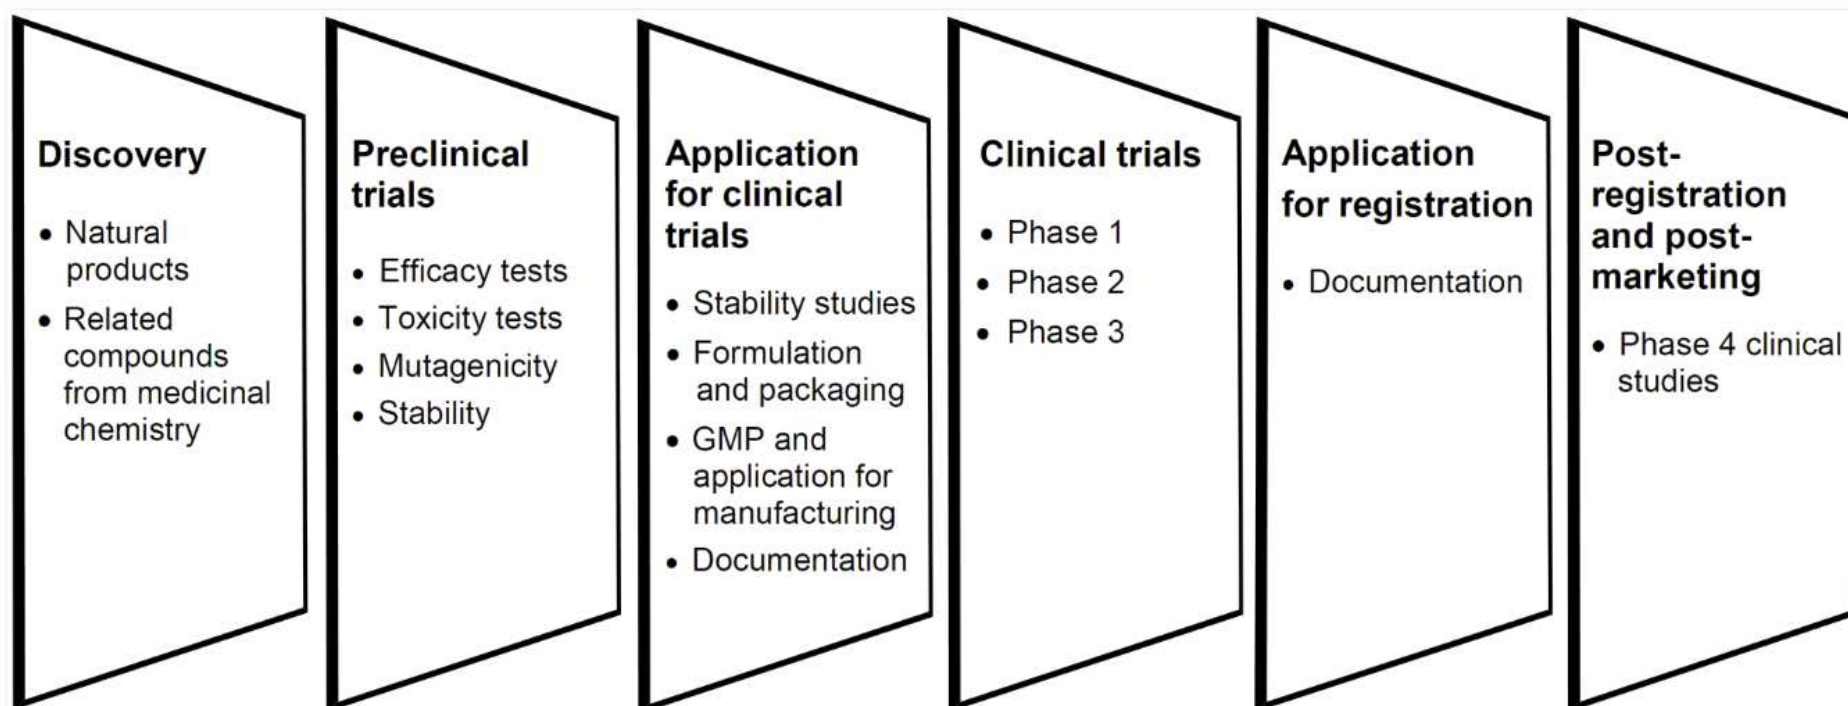 Discovery
• Natural
products
• Related
compounds
from medicinal
chemistry
Preclinical
trials
• Efficacy tests
• Toxicity tests
• Mutagenicity
• Stability
Application
for clinical
trials
• Stability studies
• Formulation
and packaging
• GMP and
application for
manufacturing
• Documentation
Clinical trials
• Phase 1
• Phase 2
• Phase 3
Application
for registration
• Documentation
Post-
registration
and post-
marketing
• Phase 4 clinical
studies